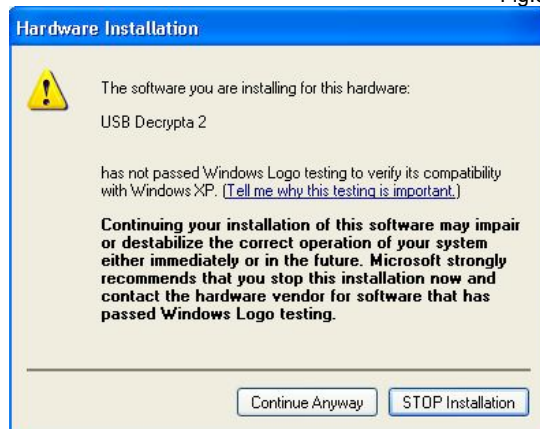 Hardware Installation
The software you are installing for this hardware:
USB Decrypta 2
has not passed Windows Logo testing to verify its compatibility
with Windows XP. (Tell me why this testing is important.)
Continuing your installation of this software may impair
or destabilize the correct operation of your system
either immediately or in the future. Microsoft strongly
recommends that you stop this installation now and
contact the hardware vendor for software that has
passed Windows Logo testing.
Continue Anyway STOP Installation